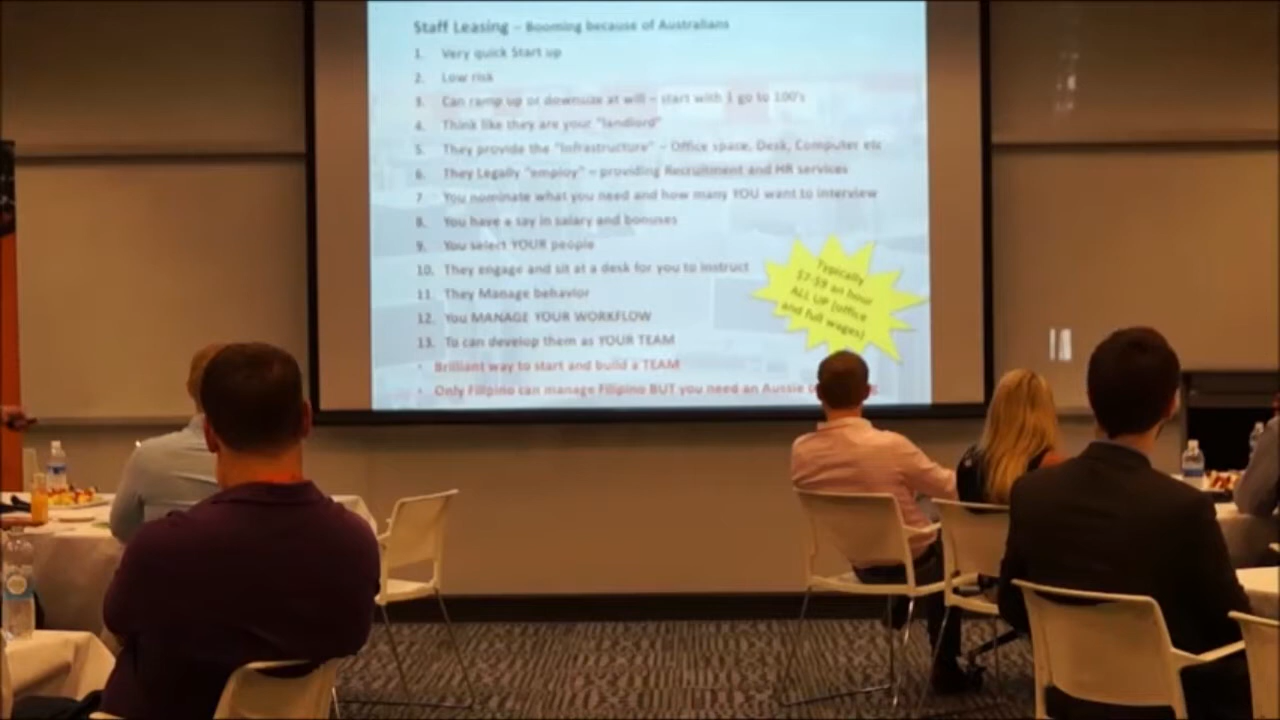 Staff Leasing – Booming because of Australians
1. Very quick Start up
2. Low risk
3. Can ramp up or downsize at will – start with 1 go to 100's
4. Think like they are your "landlord"
5. They provide the "Infrastructure" – Office space, Desk, Computer etc
6. They Legally "employ" – providing Recruitment and HR services
7. You nominate what you need and how many YOU want to interview
8. You have a say in salary and bonuses
9. You select YOUR people
10. They engage and sit at a desk for you to instruct
11. They Manage behavior
12. You MANAGE YOUR WORKFLOW
13. To can develop them as YOUR TEAM
• Brilliant way to start and build a TEAM
• Only Filipino can manage Filipino BUT you need an Aussie
Typically
$7-$9 an hour
ALL UP (office
and full wages)